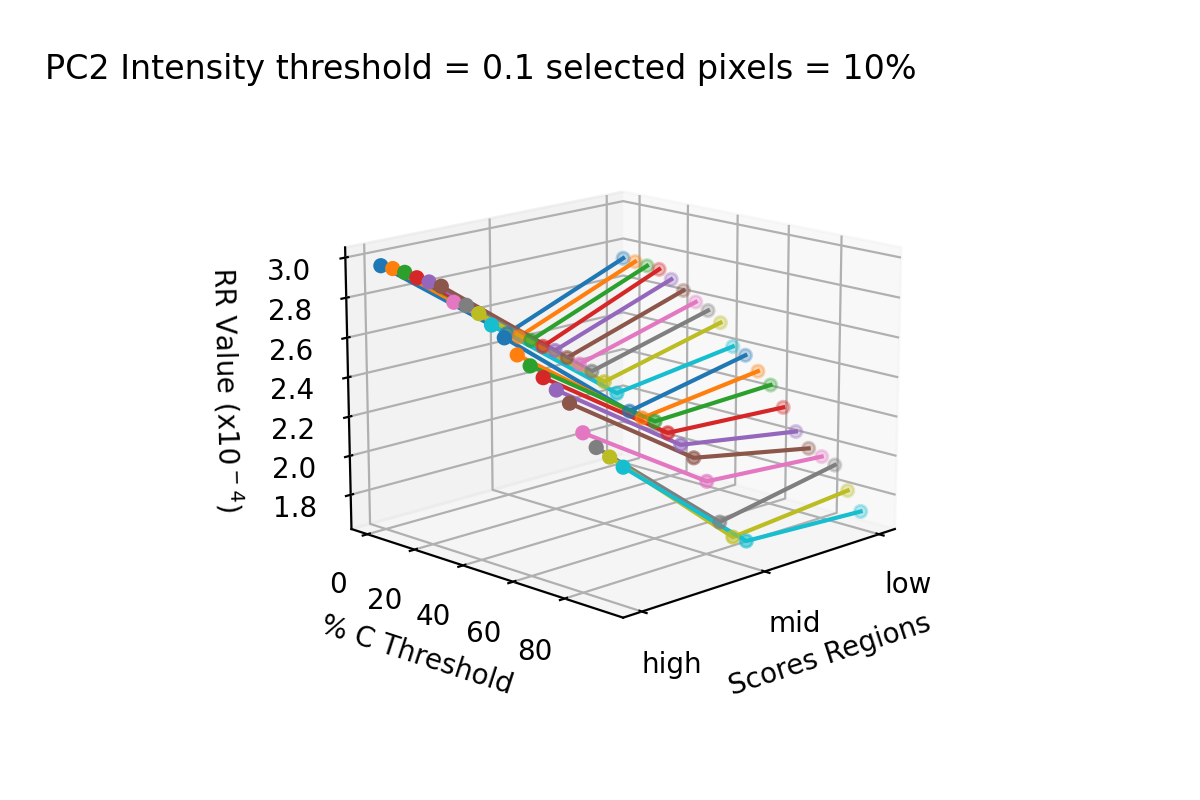 PC2 Intensity threshold = 0.1 selected pixels = 10%
RR Value (x10⁻⁴)
3.0
2.8
2.6
2.4
2.2
2.0
1.8
0
20
40
60
80
% C Threshold
high
mid
low
Scores Regions